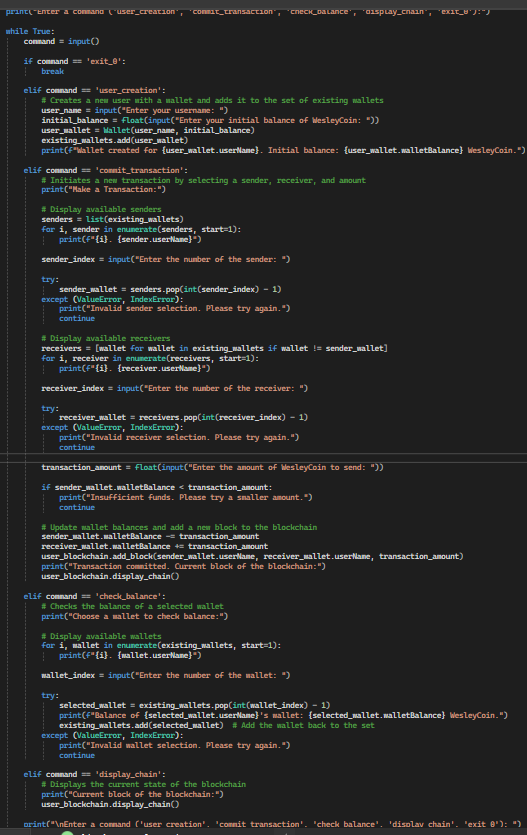 print("Enter a command ('user_creation', 'commit_transaction', 'check_balance', 'display_chain', 'exit_0'):")
while True:
    command = input()
    if command == 'exit_0':
        break
    elif command == 'user_creation':
        # Creates a new user with a wallet and adds it to the set of existing wallets
        user_name = input("Enter your username: ")
        initial_balance = float(input("Enter your initial balance of WesleyCoin: "))
        user_wallet = Wallet(user_name, initial_balance)
        existing_wallets.add(user_wallet)
        print(f"Wallet created for {user_wallet.userName}. Initial balance: {user_wallet.walletBalance} WesleyCoin.")
    elif command == 'commit_transaction':
        # Initiates a new transaction by selecting a sender, receiver, and amount
        print("Make a Transaction:")
        # Display available senders
        senders = list(existing_wallets)
        for i, sender in enumerate(senders, start=1):
            print(f"{i}. {sender.userName}")
        sender_index = input("Enter the number of the sender: ")
        try:
            sender_wallet = senders.pop(int(sender_index) - 1)
        except (ValueError, IndexError):
            print("Invalid sender selection. Please try again.")
            continue
        # Display available receivers
        receivers = [wallet for wallet in existing_wallets if wallet != sender_wallet]
        for i, receiver in enumerate(receivers, start=1):
            print(f"{i}. {receiver.userName}")
        receiver_index = input("Enter the number of the receiver: ")
        try:
            receiver_wallet = receivers.pop(int(receiver_index) - 1)
        except (ValueError, IndexError):
            print("Invalid receiver selection. Please try again.")
            continue
        transaction_amount = float(input("Enter the amount of WesleyCoin to send: "))
        if sender_wallet.walletBalance < transaction_amount:
            print("Insufficient funds. Please try a smaller amount.")
            continue
        # Update wallet balances and add a new block to the blockchain
        sender_wallet.walletBalance -= transaction_amount
        receiver_wallet.walletBalance += transaction_amount
        user_blockchain.add_block(sender_wallet.userName, receiver_wallet.userName, transaction_amount)
        print("Transaction committed. Current block of the blockchain:")
        user_blockchain.display_chain()
    elif command == 'check_balance':
        # Checks the balance of a selected wallet
        print("Choose a wallet to check balance:")
        # Display available wallets
        for i, wallet in enumerate(existing_wallets, start=1):
            print(f"{i}. {wallet.userName}")
        wallet_index = input("Enter the number of the wallet: ")
        try:
            selected_wallet = existing_wallets.pop(int(wallet_index) - 1)
            print(f"Balance of {selected_wallet.userName}'s wallet: {selected_wallet.walletBalance} WesleyCoin.")
            existing_wallets.add(selected_wallet)  # Add the wallet back to the set
        except (ValueError, IndexError):
            print("Invalid wallet selection. Please try again.")
            continue
    elif command == 'display_chain':
        # Displays the current state of the blockchain
        print("Current block of the blockchain:")
        user_blockchain.display_chain()
    print("\nEnter a command ('user_creation', 'commit_transaction', 'check_balance', 'display_chain', 'exit_0'): ")